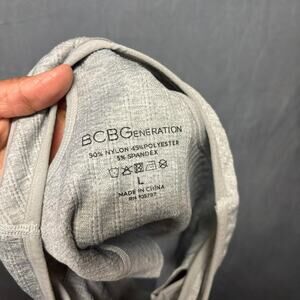 BCBGENERATION
50% NYLON 45% POLYESTER
5% SPANDEX
L
MADE IN CHINA